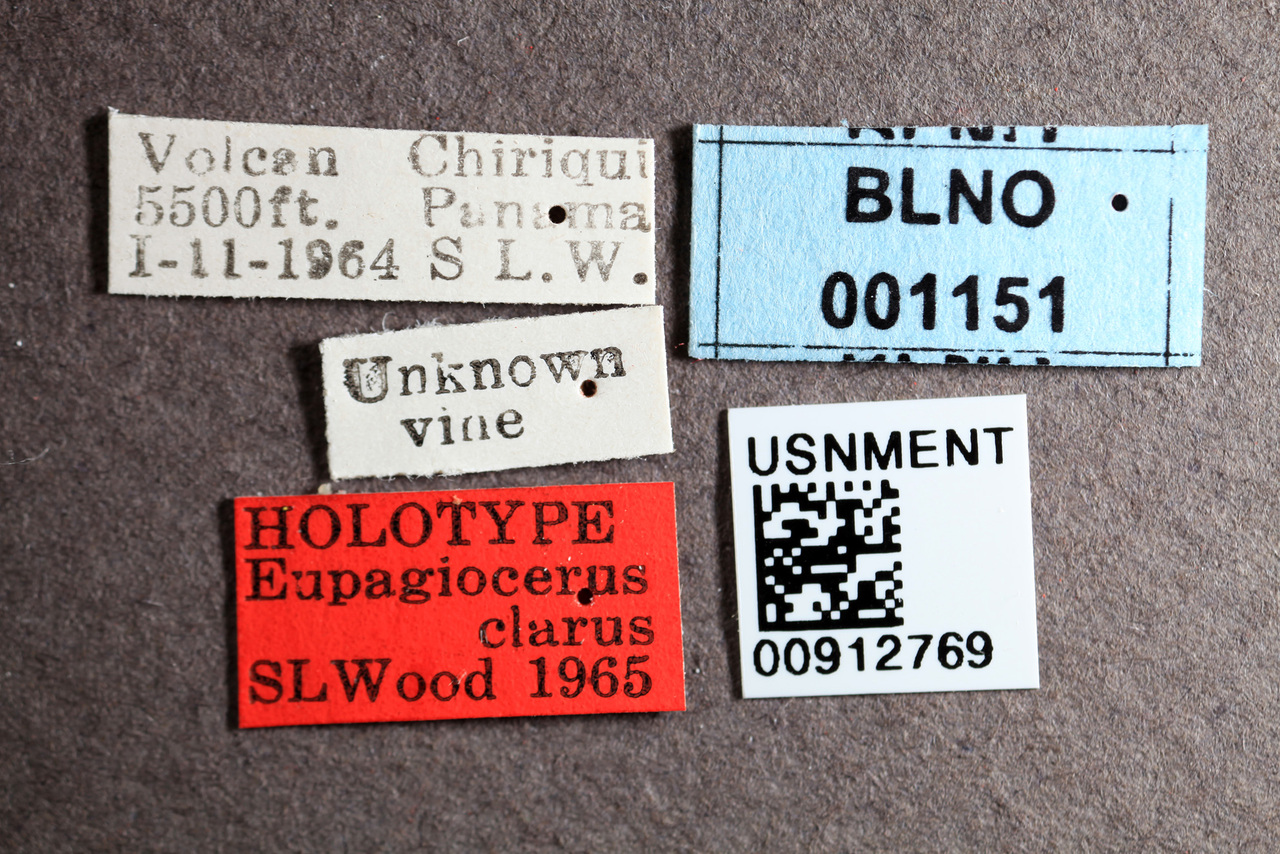 Volcan Chiriqui
5500ft. Panama
I-11-1964 S L.W.
Unknown
vine
HOLOTYPE
Eupagiocerus
clarus
SLWood 1965
BLNO
001151
USNMENT
00912769